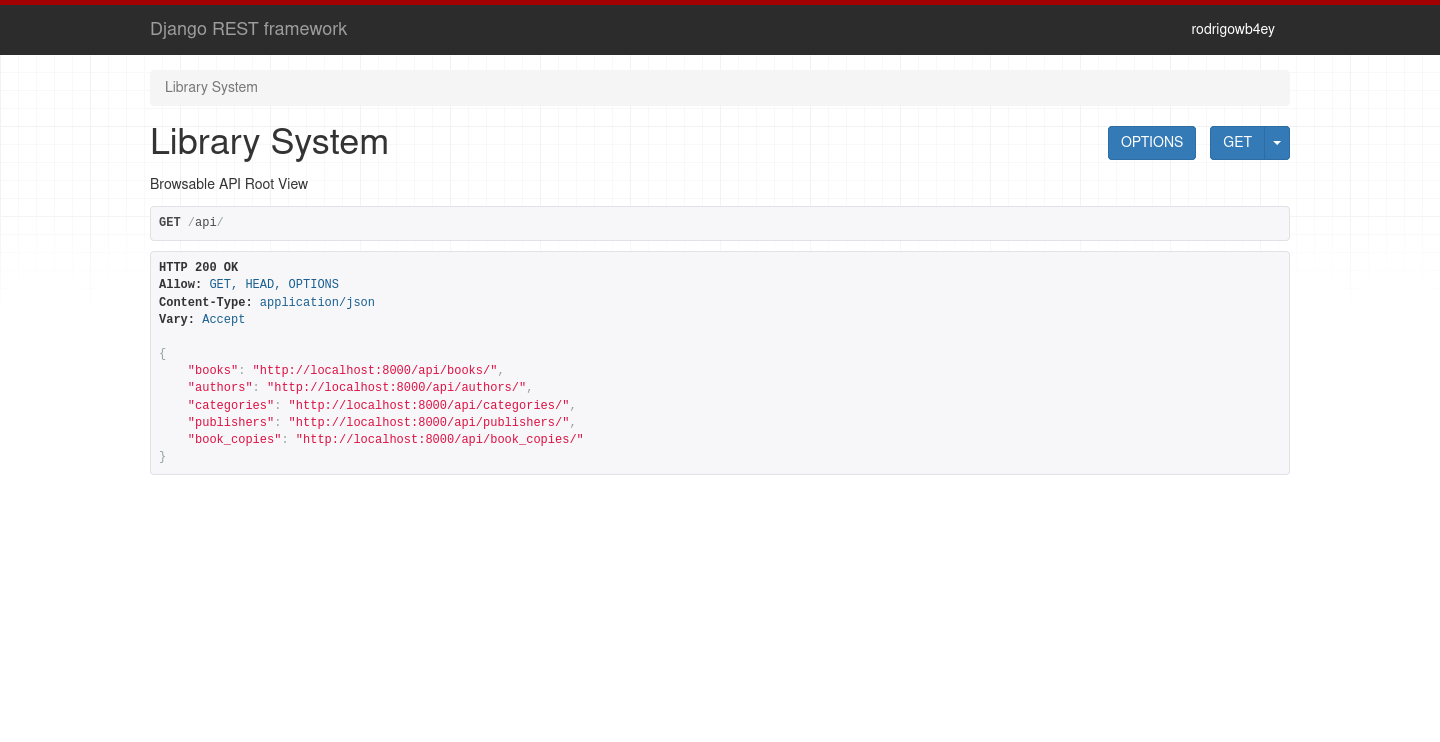 Django REST framework
rodrigowb4ey
Library System
Library System
OPTIONS
GET
Browsable API Root View
GET /api/
HTTP 200 OK
Allow: GET, HEAD, OPTIONS
Content-Type: application/json
Vary: Accept
{
    "books": "http://localhost:8000/api/books/",
    "authors": "http://localhost:8000/api/authors/",
    "categories": "http://localhost:8000/api/categories/",
    "publishers": "http://localhost:8000/api/publishers/",
    "book_copies": "http://localhost:8000/api/book_copies/"
}